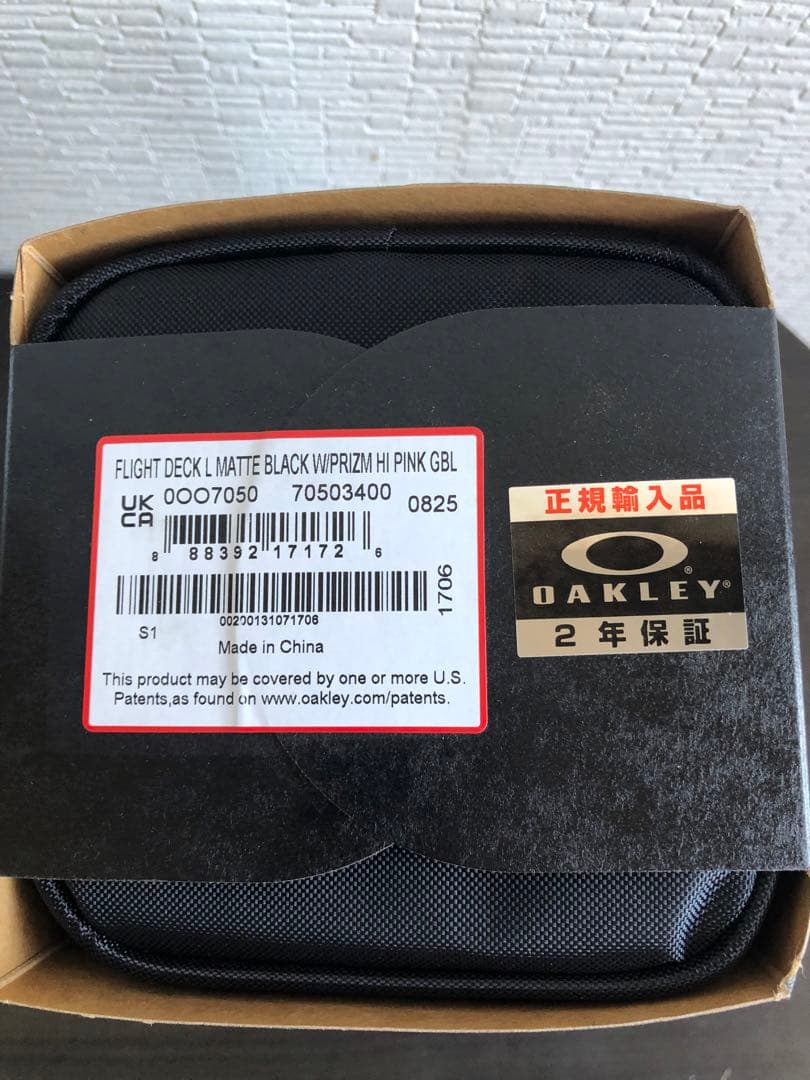 FLIGHT DECK L MATTE BLACK W/PRIZM HI PINK GBL
UK
CA
0OO7050 70503400 0825
8 88392 17172 6
00200131071706
1706
S1
Made in China
This product may be covered by one or more U.S.
Patents,as found on www.oakley.com/patents.
正規輸入品
OAKLEY®
2年保証